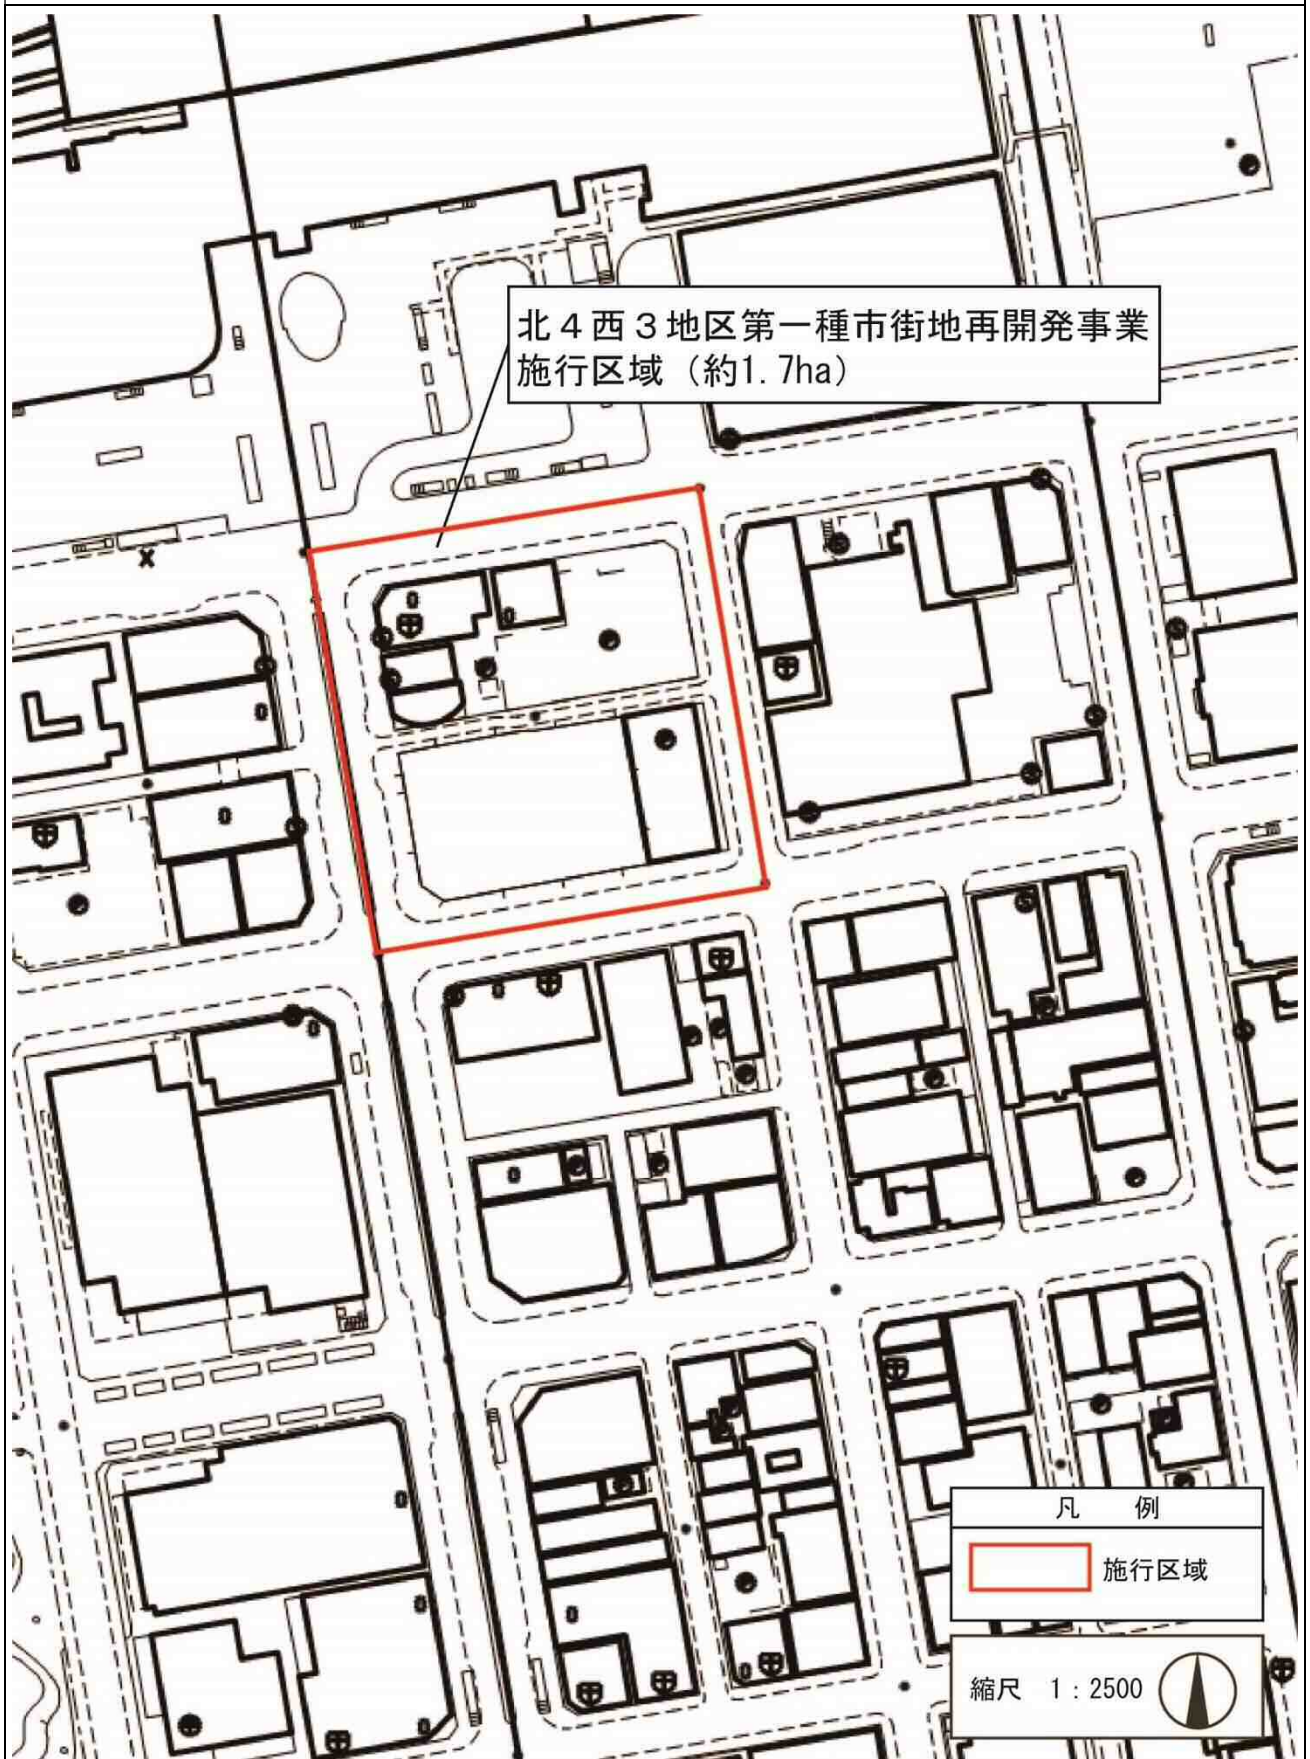 北4西3地区第一種市街地再開発事業
施行区域（約1.7ha）
凡　例
施行区域
縮尺　1：2500